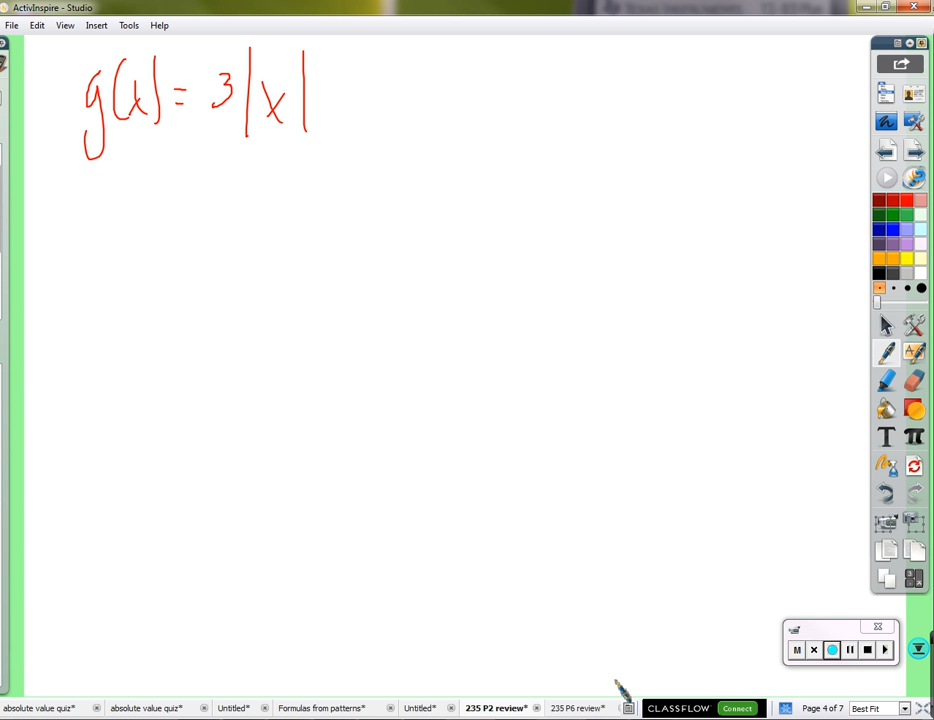 ActivInspire - Studio
File Edit View Insert Tools Help
g(x) = 3|x|
M
absolute value quiz* absolute value quiz* Untitled* Formulas from patterns* Untitled* 235 P2 review* 235 P6 review* CLASSFLOW Connect Page 4 of 7 Best Fit